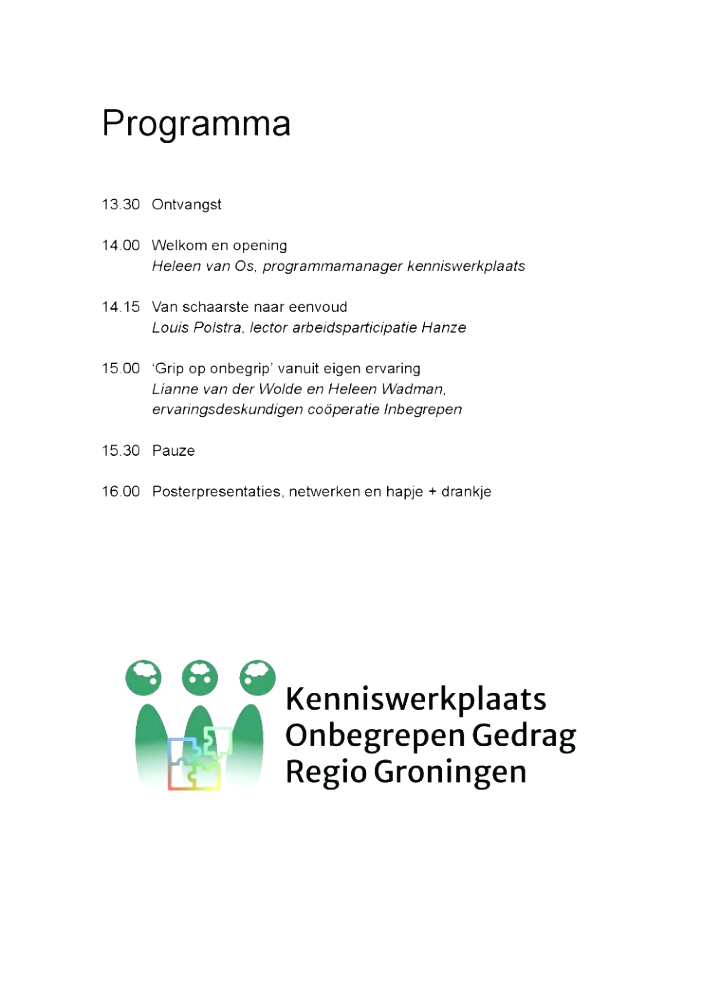 Programma
13.30 Ontvangst
14.00 Welkom en opening
Heleen van Os, programmamanager kenniswerkplaats
14.15 Van schaarste naar eenvoud
Louis Polstra, lector arbeidsparticipatie Hanze
15.00 ‘Grip op onbegrip’ vanuit eigen ervaring
Lianne van der Wolde en Heleen Wadman,
ervaringsdeskundigen coöperatie Inbegrepen
15.30 Pauze
16.00 Posterpresentaties, netwerken en hapje + drankje
Kenniswerkplaats
Onbegrepen Gedrag
Regio Groningen